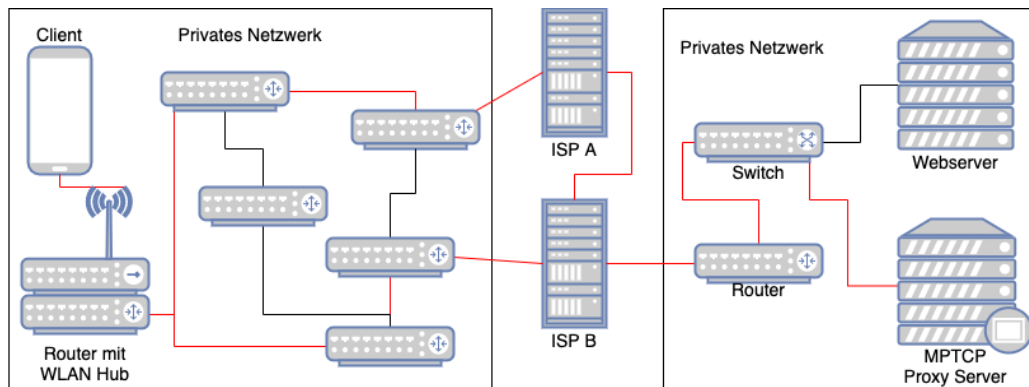 Client
Privates Netzwerk
Router mit
WLAN Hub
ISP A
ISP B
Privates Netzwerk
Switch
Webserver
Router
MPTCP
Proxy Server